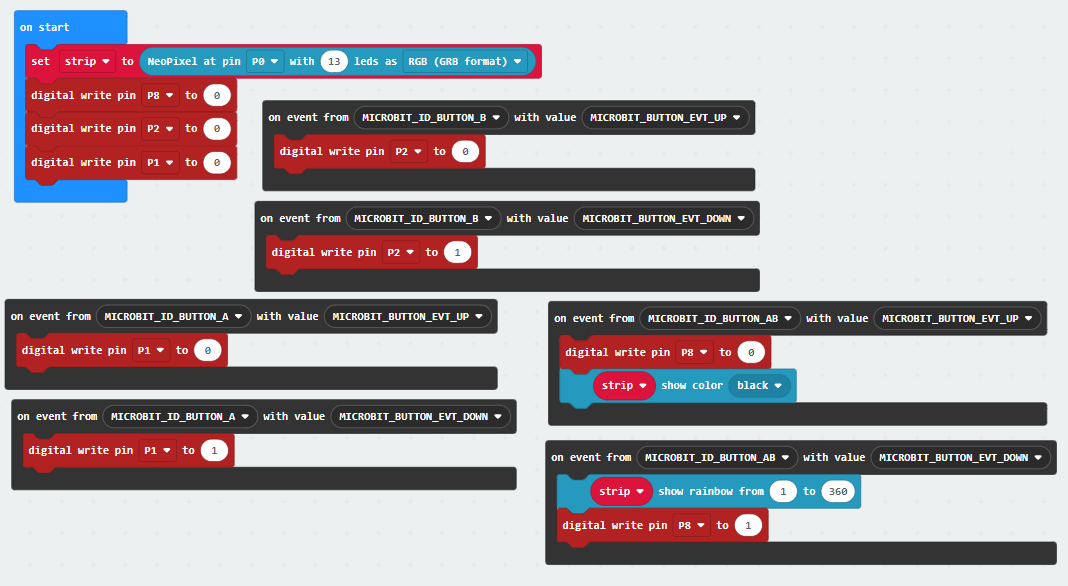 on start
set strip to NeoPixel at pin P0 with 13 leds as RGB (GRB format)
digital write pin P8 to 0
digital write pin P2 to 0
digital write pin P1 to 0
on event from MICROBIT_ID_BUTTON_B with value MICROBIT_BUTTON_EVT_UP
digital write pin P2 to 0
on event from MICROBIT_ID_BUTTON_B with value MICROBIT_BUTTON_EVT_DOWN
digital write pin P2 to 1
on event from MICROBIT_ID_BUTTON_A with value MICROBIT_BUTTON_EVT_UP
digital write pin P1 to 0
on event from MICROBIT_ID_BUTTON_A with value MICROBIT_BUTTON_EVT_DOWN
digital write pin P1 to 1
on event from MICROBIT_ID_BUTTON_AB with value MICROBIT_BUTTON_EVT_UP
digital write pin P8 to 0
strip show color black
on event from MICROBIT_ID_BUTTON_AB with value MICROBIT_BUTTON_EVT_DOWN
strip show rainbow from 1 to 360
digital write pin P8 to 1